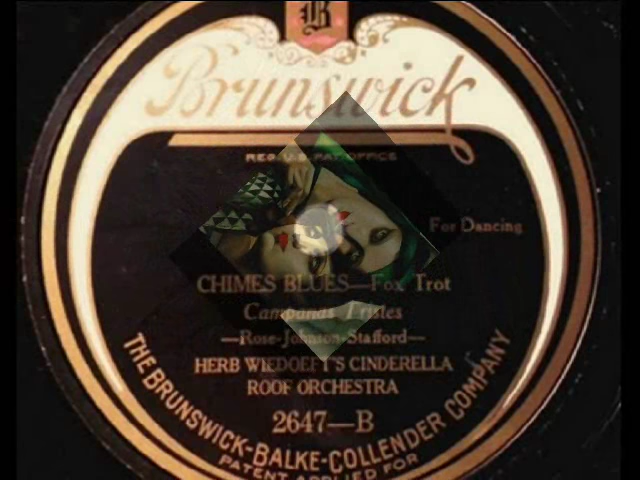 B
Brunswick
REG. U.S. PAT. OFFICE
For Dancing
CHIMES BLUES—Fox Trot
Campanas Tristes
—Rose-Johnson-Stafford—
HERB WIEDOEFT'S CINDERELLA
ROOF ORCHESTRA
2647—B
THE BRUNSWICK-BALKE-COLLENDER COMPANY
PATENT APPLIED FOR